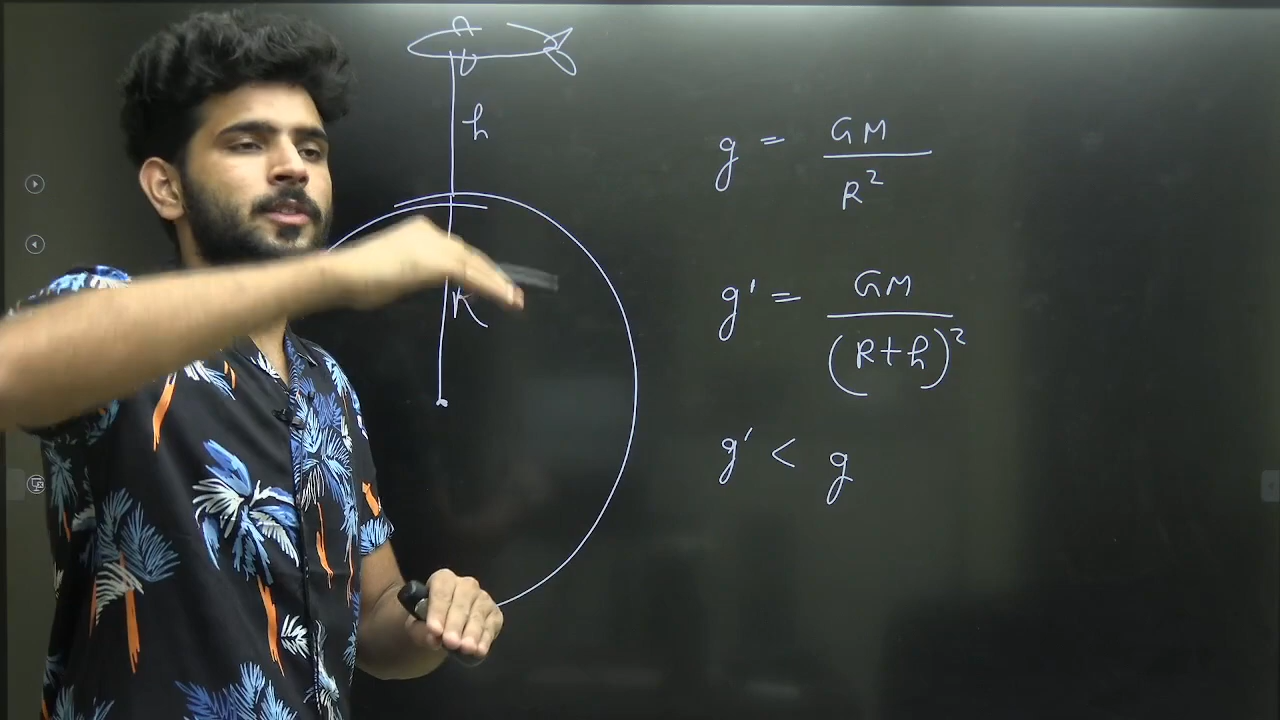 h
R
g = GM / R²
g' = GM / (R+h)²
g' < g